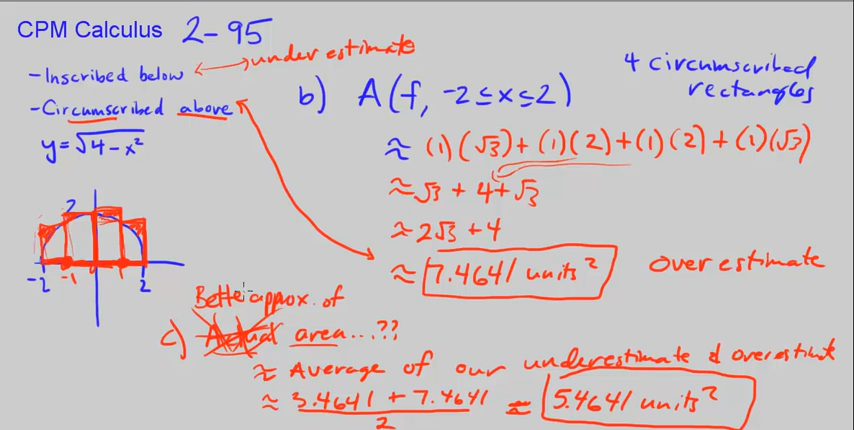 CPM Calculus 2-95
-Inscribed below ↔ underestimate
-Circumscribed above
y=√(4-x²)
2
-2 -1 1 2
4 circumscribed
rectangles
b) A(f, -2≤x≤2)
≈ (1)(√3)+(1)(2)+(1)(2)+(1)(√3)
≈ √3 + 4 + √3
≈ 2√3 + 4
≈ 7.4641 units² overestimate
Better approx. of
c) Actual area...??
≈ Average of our underestimate & overestimate
≈ (3.4641 + 7.4641)/2 ≈ 5.4641 units²